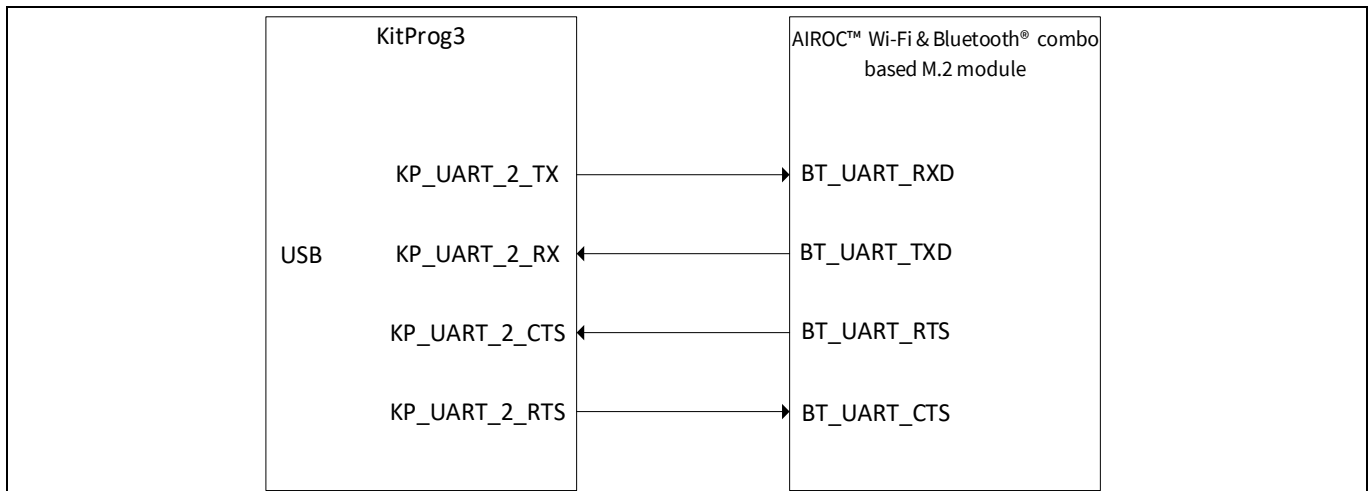 KitProg3
AIROC™ Wi-Fi & Bluetooth® combo
based M.2 module
KP_UART_2_TX
BT_UART_RXD
USB
KP_UART_2_RX
BT_UART_TXD
KP_UART_2_CTS
BT_UART_RTS
KP_UART_2_RTS
BT_UART_CTS